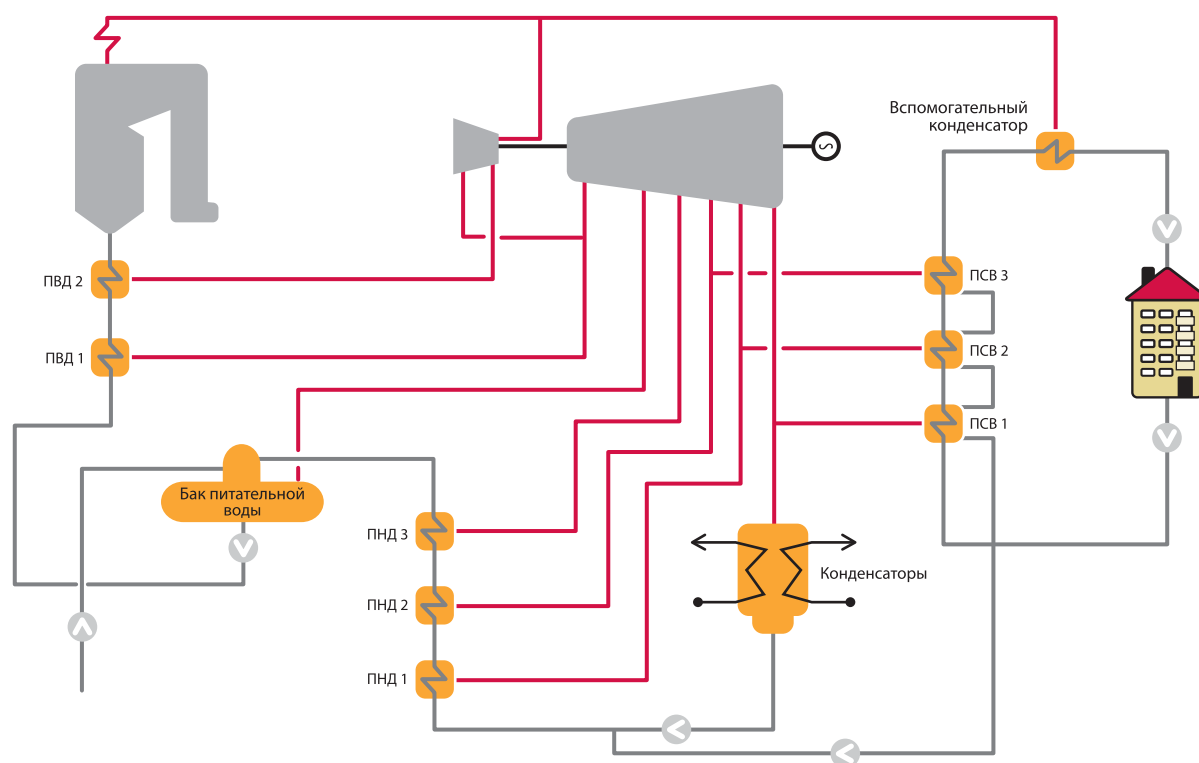 Вспомогательный
конденсатор
ПВД 2
ПСВ 3
ПВД 1
ПСВ 2
ПСВ 1
Бак питательной
воды
ПНД 3
Конденсаторы
ПНД 2
ПНД 1